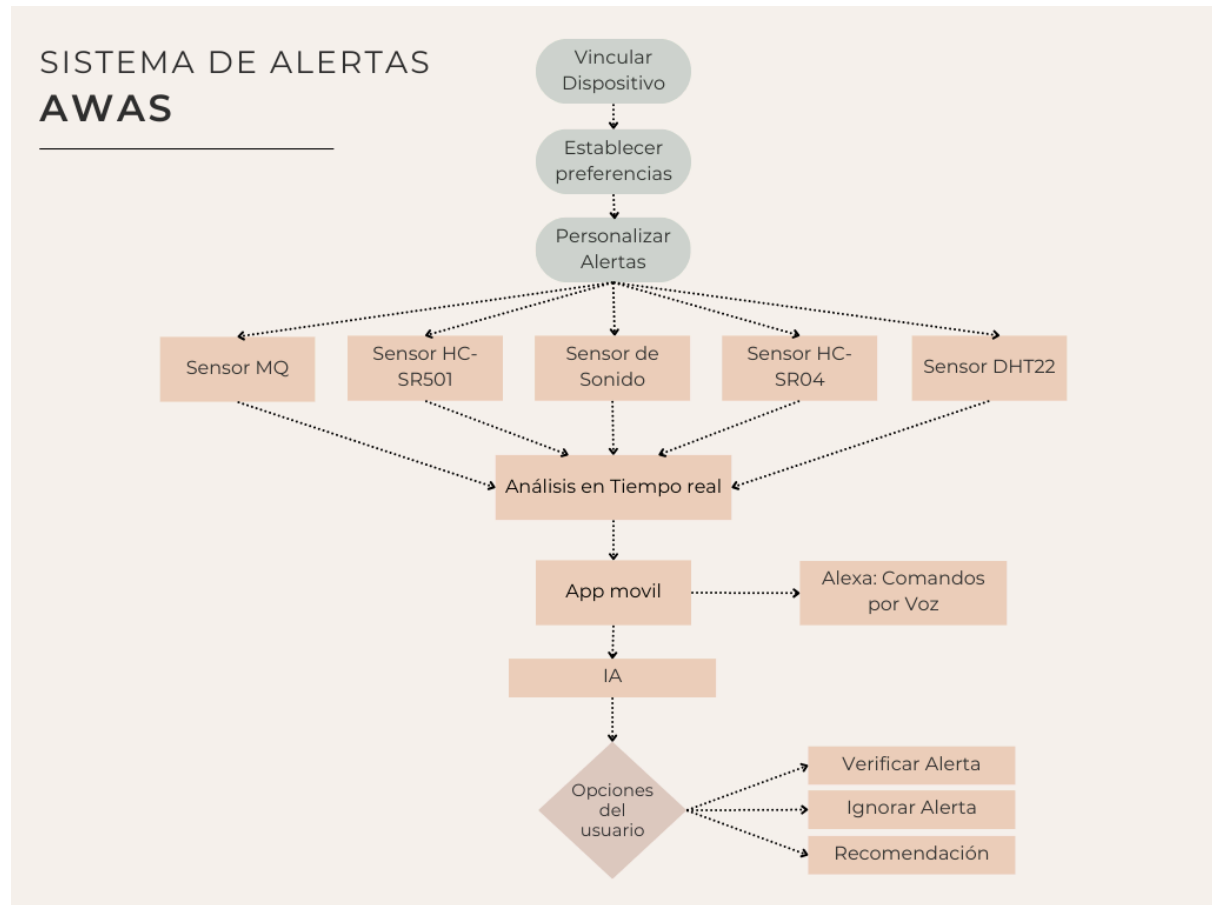 SISTEMA DE ALERTAS
AWAS
Vincular
Dispositivo
Establecer
preferencias
Personalizar
Alertas
Sensor MQ
Sensor HC-
SR501
Sensor de
Sonido
Sensor HC-
SR04
Sensor DHT22
Análisis en Tiempo real
App movil
Alexa: Comandos
por Voz
IA
Opciones
del
usuario
Verificar Alerta
Ignorar Alerta
Recomendación